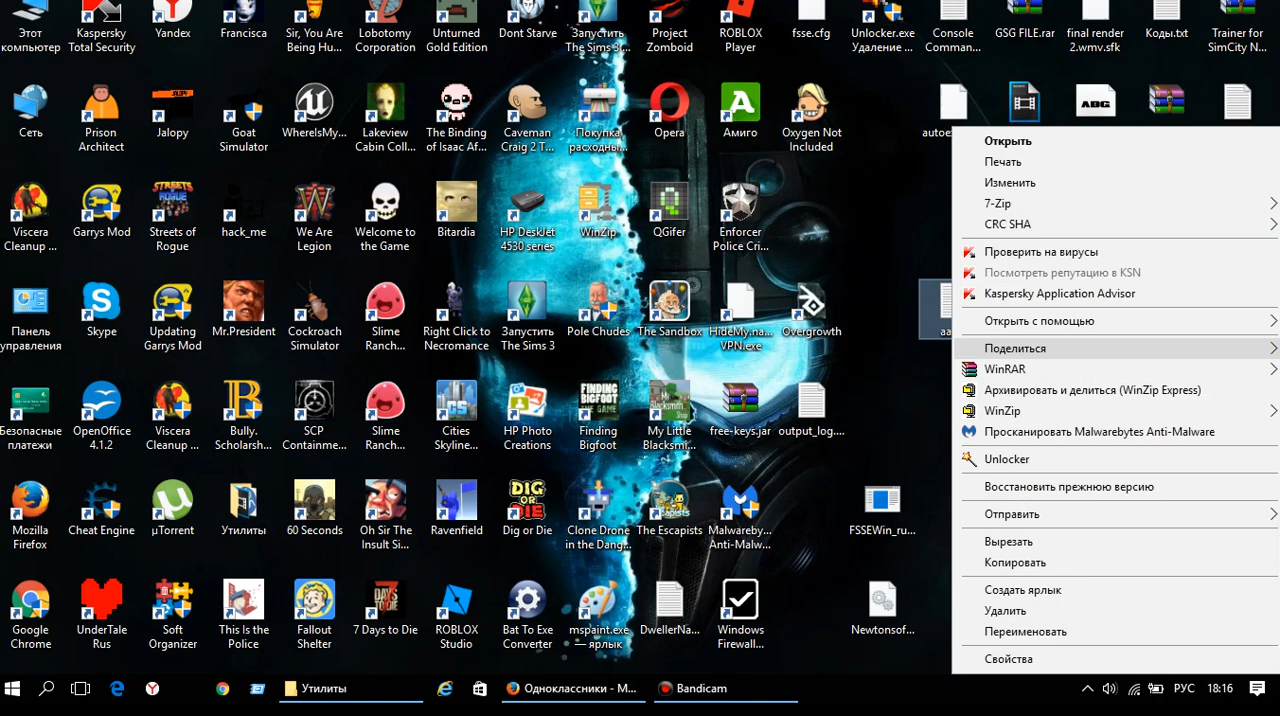 Этот
компьютер
Kaspersky
Total Security
Yandex
Francisca
Sir, You Are
Being Hu...
Lobotomy
Corporation
Unturned
Gold Edition
Dont Starve
Запустить
The Sims 3(...
Project
Zomboid
ROBLOX
Player
fsse.cfg
Unlocker.exe
Удаление ...
Console
Comman...
GSG FILE.rar
final render
2.wmv.sfk
Коды.txt
Trainer for
SimCity N...
Сеть
Prison
Architect
Jalopy
Goat
Simulator
WhereIsMy...
Lakeview
Cabin Coll...
The Binding
of Isaac Af...
Caveman
Craig 2 T...
Покупка
расходны...
Opera
Амиго
Oxygen Not
Included
ABG
Viscera
Cleanup ...
Garrys Mod
STREETS
OF
ROGUE
Streets of
Rogue
hack_me
We Are
Legion
Welcome to
the Game
Bitardia
HP DeskJet
4530 series
WinZip
QGifer
Enforcer
Police Cri...
Панель
управления
Skype
Updating
Garrys Mod
Mr.President
Cockroach
Simulator
Slime
Ranch...
Right Click to
Necromance
Запустить
The Sims 3
Pole Chudes
The Sandbox
HideMy.na...
VPN.exe
Overgrowth
Безопасные
платежи
OpenOffice
4.1.2
Viscera
Cleanup ...
Bully.
Scholarsh...
SCP
Containme...
Slime
Ranch...
Cities
Skyline...
HP Photo
Creations
FINDING
BIGFOOT
THE GAME
Finding
Bigfoot
My Little
Blacksmi...
free-keys.jar
output_log....
Mozilla
Firefox
Cheat Engine
µTorrent
Утилиты
60 Seconds
Oh Sir The
Insult Si...
Ravenfield
DIG
OR
DIE
Dig or Die
Clone Drone
in the Dang...
The Escapists
Malwareby...
Anti-Malw...
FSSEWin_ru...
Google
Chrome
UnderTale
Rus
Soft
Organizer
This Is the
Police
Fallout
Shelter
7 Days to Die
ROBLOX
Studio
Bat To Exe
Converter
mspaint.exe
— ярлык
DwellerNa...
Windows
Firewall...
Newtonsof...
Открыть
Печать
Изменить
7-Zip
CRC SHA
Проверить на вирусы
Посмотреть репутацию в KSN
Kaspersky Application Advisor
Открыть с помощью
Поделиться
WinRAR
Архивировать и делиться (WinZip Express)
WinZip
Просканировать Malwarebytes Anti-Malware
Unlocker
Восстановить прежнюю версию
Отправить
Вырезать
Копировать
Создать ярлык
Удалить
Переименовать
Свойства
Утилиты
Одноклассники - M...
Bandicam
РУС
18:16